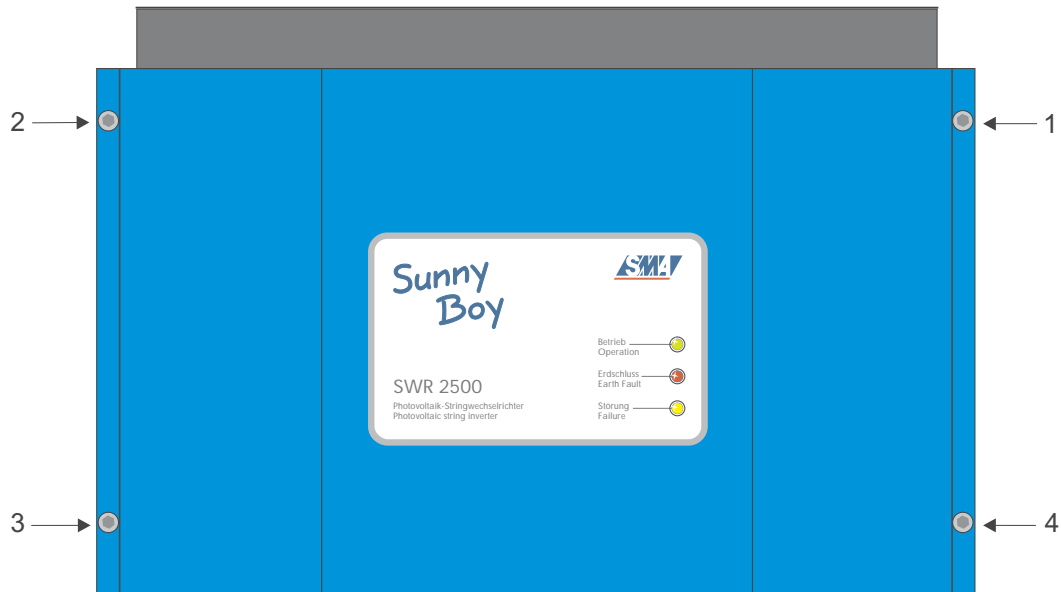 2
1
Sunny
Boy
SMA
Betrieb
Operation
Erdschluss
Earth Fault
Störung
Failure
SWR 2500
Photovoltaik-Stringwechselrichter
Photovoltaic string inverter
3
4